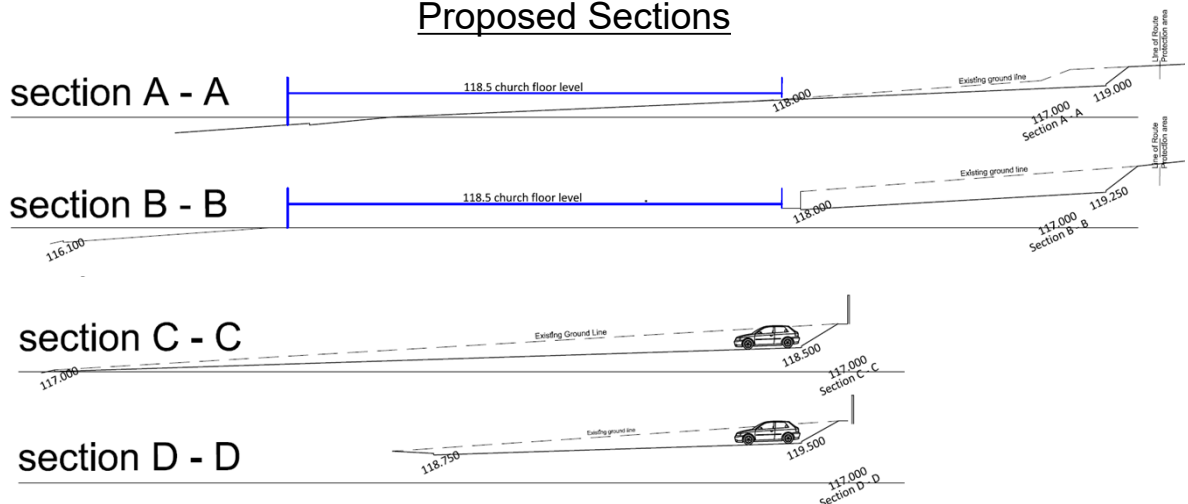 Proposed Sections
Line of Route
Protection area
section A - A
118.5 church floor level
Existing ground line
118.000
117.000
Section A - A
119.000
Line of Route
Protection area
section B - B
118.5 church floor level
Existing ground line
118.000
117.000
Section B - B
119.250
116.100
section C - C
Existing Ground Line
117.000
118.500
117.000
Section C - C
section D - D
Existing ground line
118.750
119.500
117.000
Section D - D